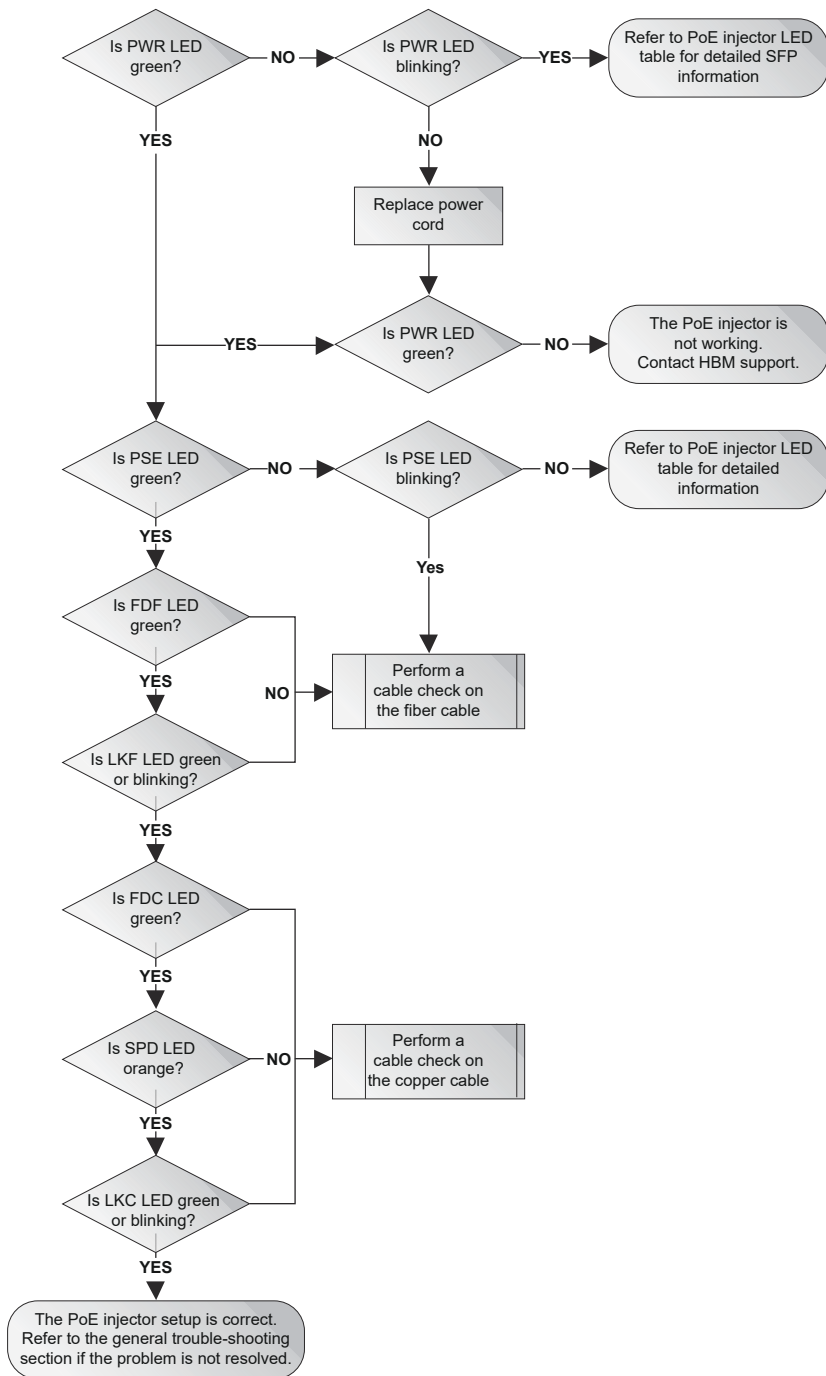 Is PWR LED
green?
NO
Is PWR LED
blinking?
YES
Refer to PoE injector LED
table for detailed SFP
information
YES
NO
Replace power
cord
YES
Is PWR LED
green?
NO
The PoE injector is
not working.
Contact HBM support.
Is PSE LED
green?
NO
Is PSE LED
blinking?
NO
Refer to PoE injector LED
table for detailed
information
YES
Yes
Is FDF LED
green?
YES
NO
Perform a
cable check on
the fiber cable
Is LKF LED green
or blinking?
YES
Is FDC LED
green?
YES
Is SPD LED
orange?
NO
Perform a
cable check on
the copper cable
YES
Is LKC LED green
or blinking?
YES
The PoE injector setup is correct.
Refer to the general trouble-shooting
section if the problem is not resolved.